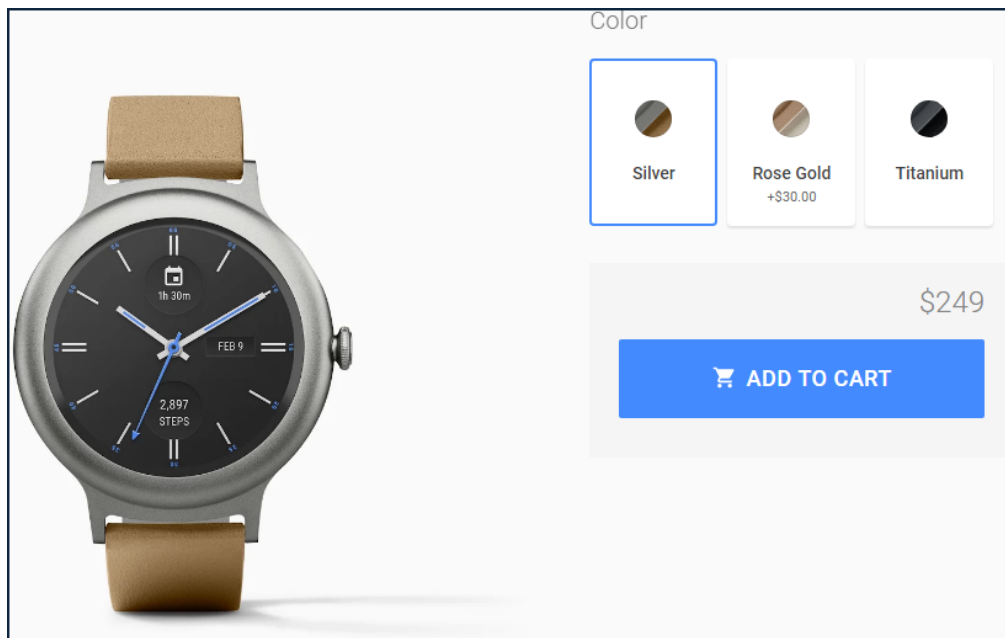 Color
Silver
Rose Gold
+$30.00
Titanium
$249
ADD TO CART
1h 30m
FEB 9
2,897
STEPS